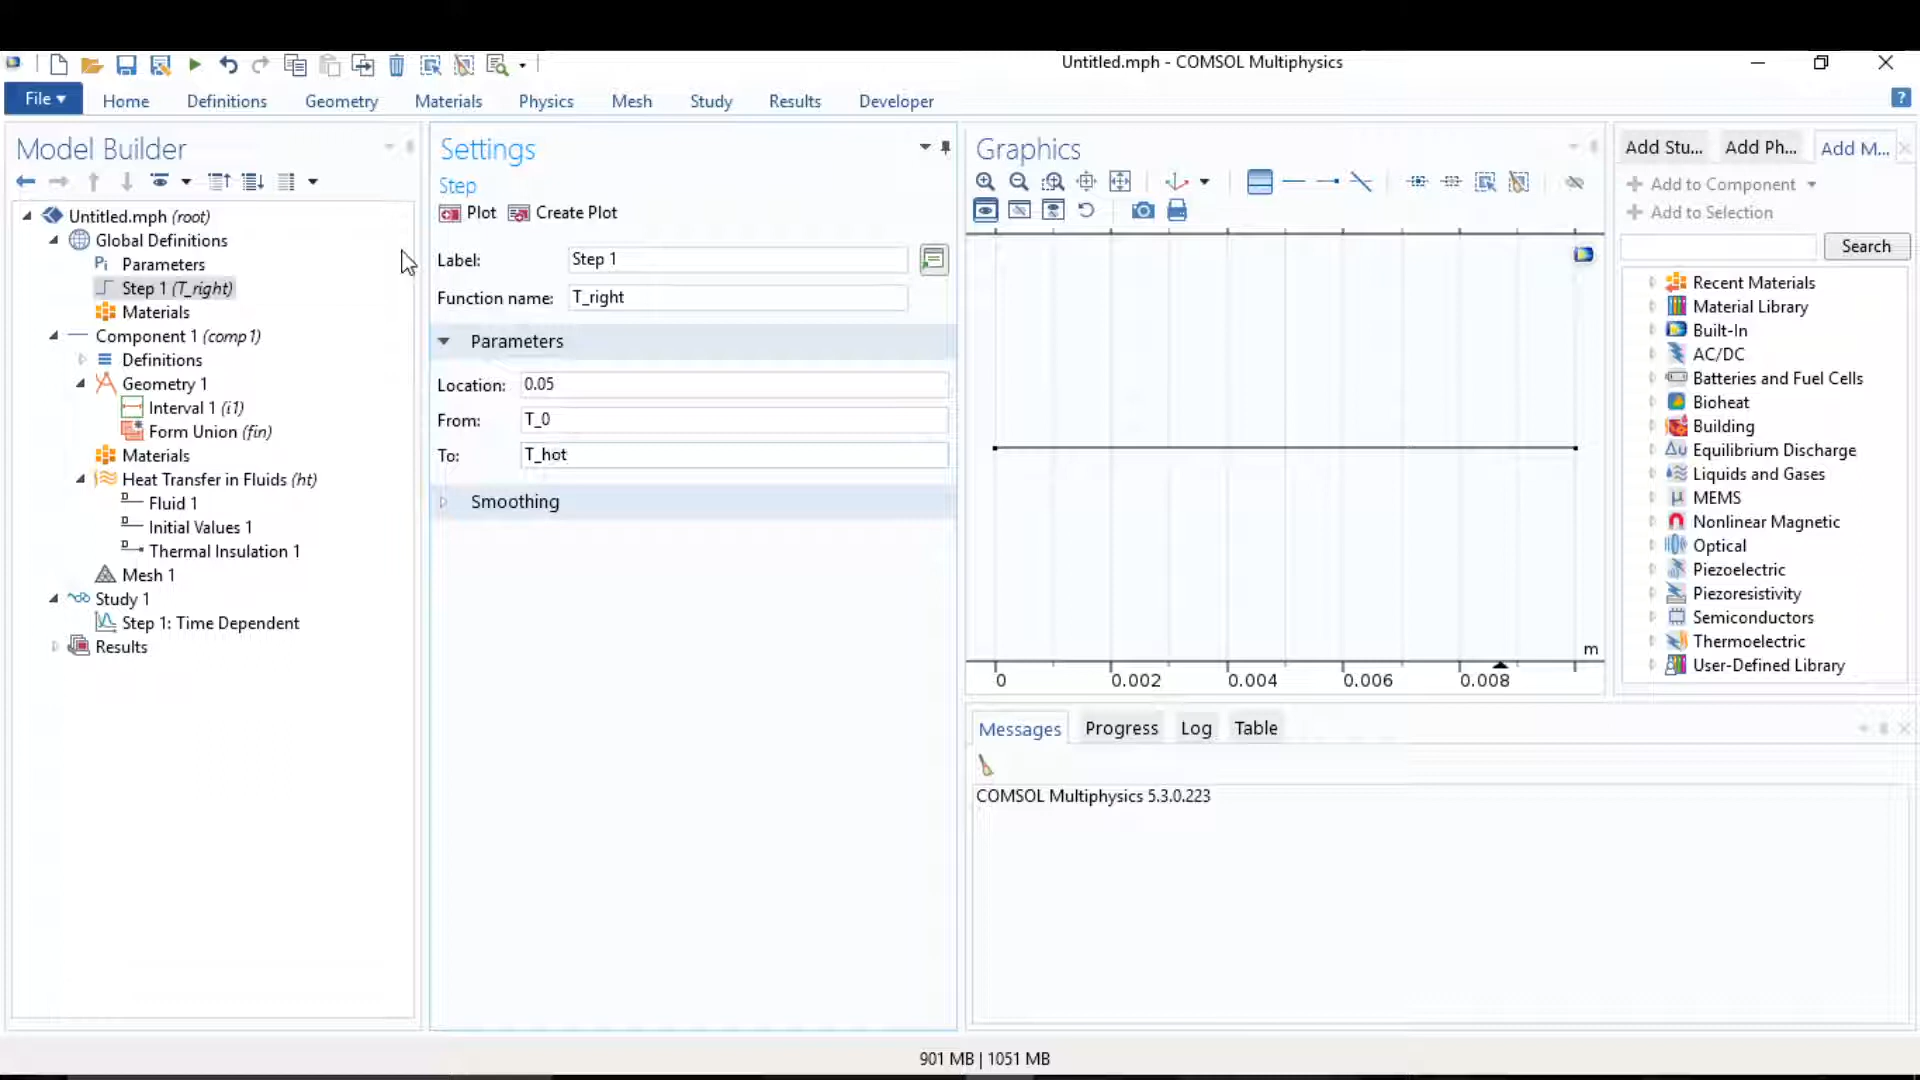 Untitled.mph - COMSOL Multiphysics
File Home Definitions Geometry Materials Physics Mesh Study Results Developer
?
Model Builder
Untitled.mph (root)
Global Definitions
Pi Parameters
Step 1 (T_right)
Materials
Component 1 (comp1)
Definitions
Geometry 1
Interval 1 (i1)
Form Union (fin)
Materials
Heat Transfer in Fluids (ht)
Fluid 1
Initial Values 1
Thermal Insulation 1
Mesh 1
Study 1
Step 1: Time Dependent
Results
Settings
Step
Plot Create Plot
Label: Step 1
Function name: T_right
Parameters
Location: 0.05
From: T_0
To: T_hot
Smoothing
Graphics
m
0 0.002 0.004 0.006 0.008
Messages Progress Log Table
COMSOL Multiphysics 5.3.0.223
Add Stu... Add Ph... Add M...
Add to Component
Add to Selection
Search
Recent Materials
Material Library
Built-In
AC/DC
Batteries and Fuel Cells
Bioheat
Building
Equilibrium Discharge
Liquids and Gases
μ MEMS
Nonlinear Magnetic
Optical
Piezoelectric
Piezoresistivity
Semiconductors
Thermoelectric
User-Defined Library
901 MB | 1051 MB